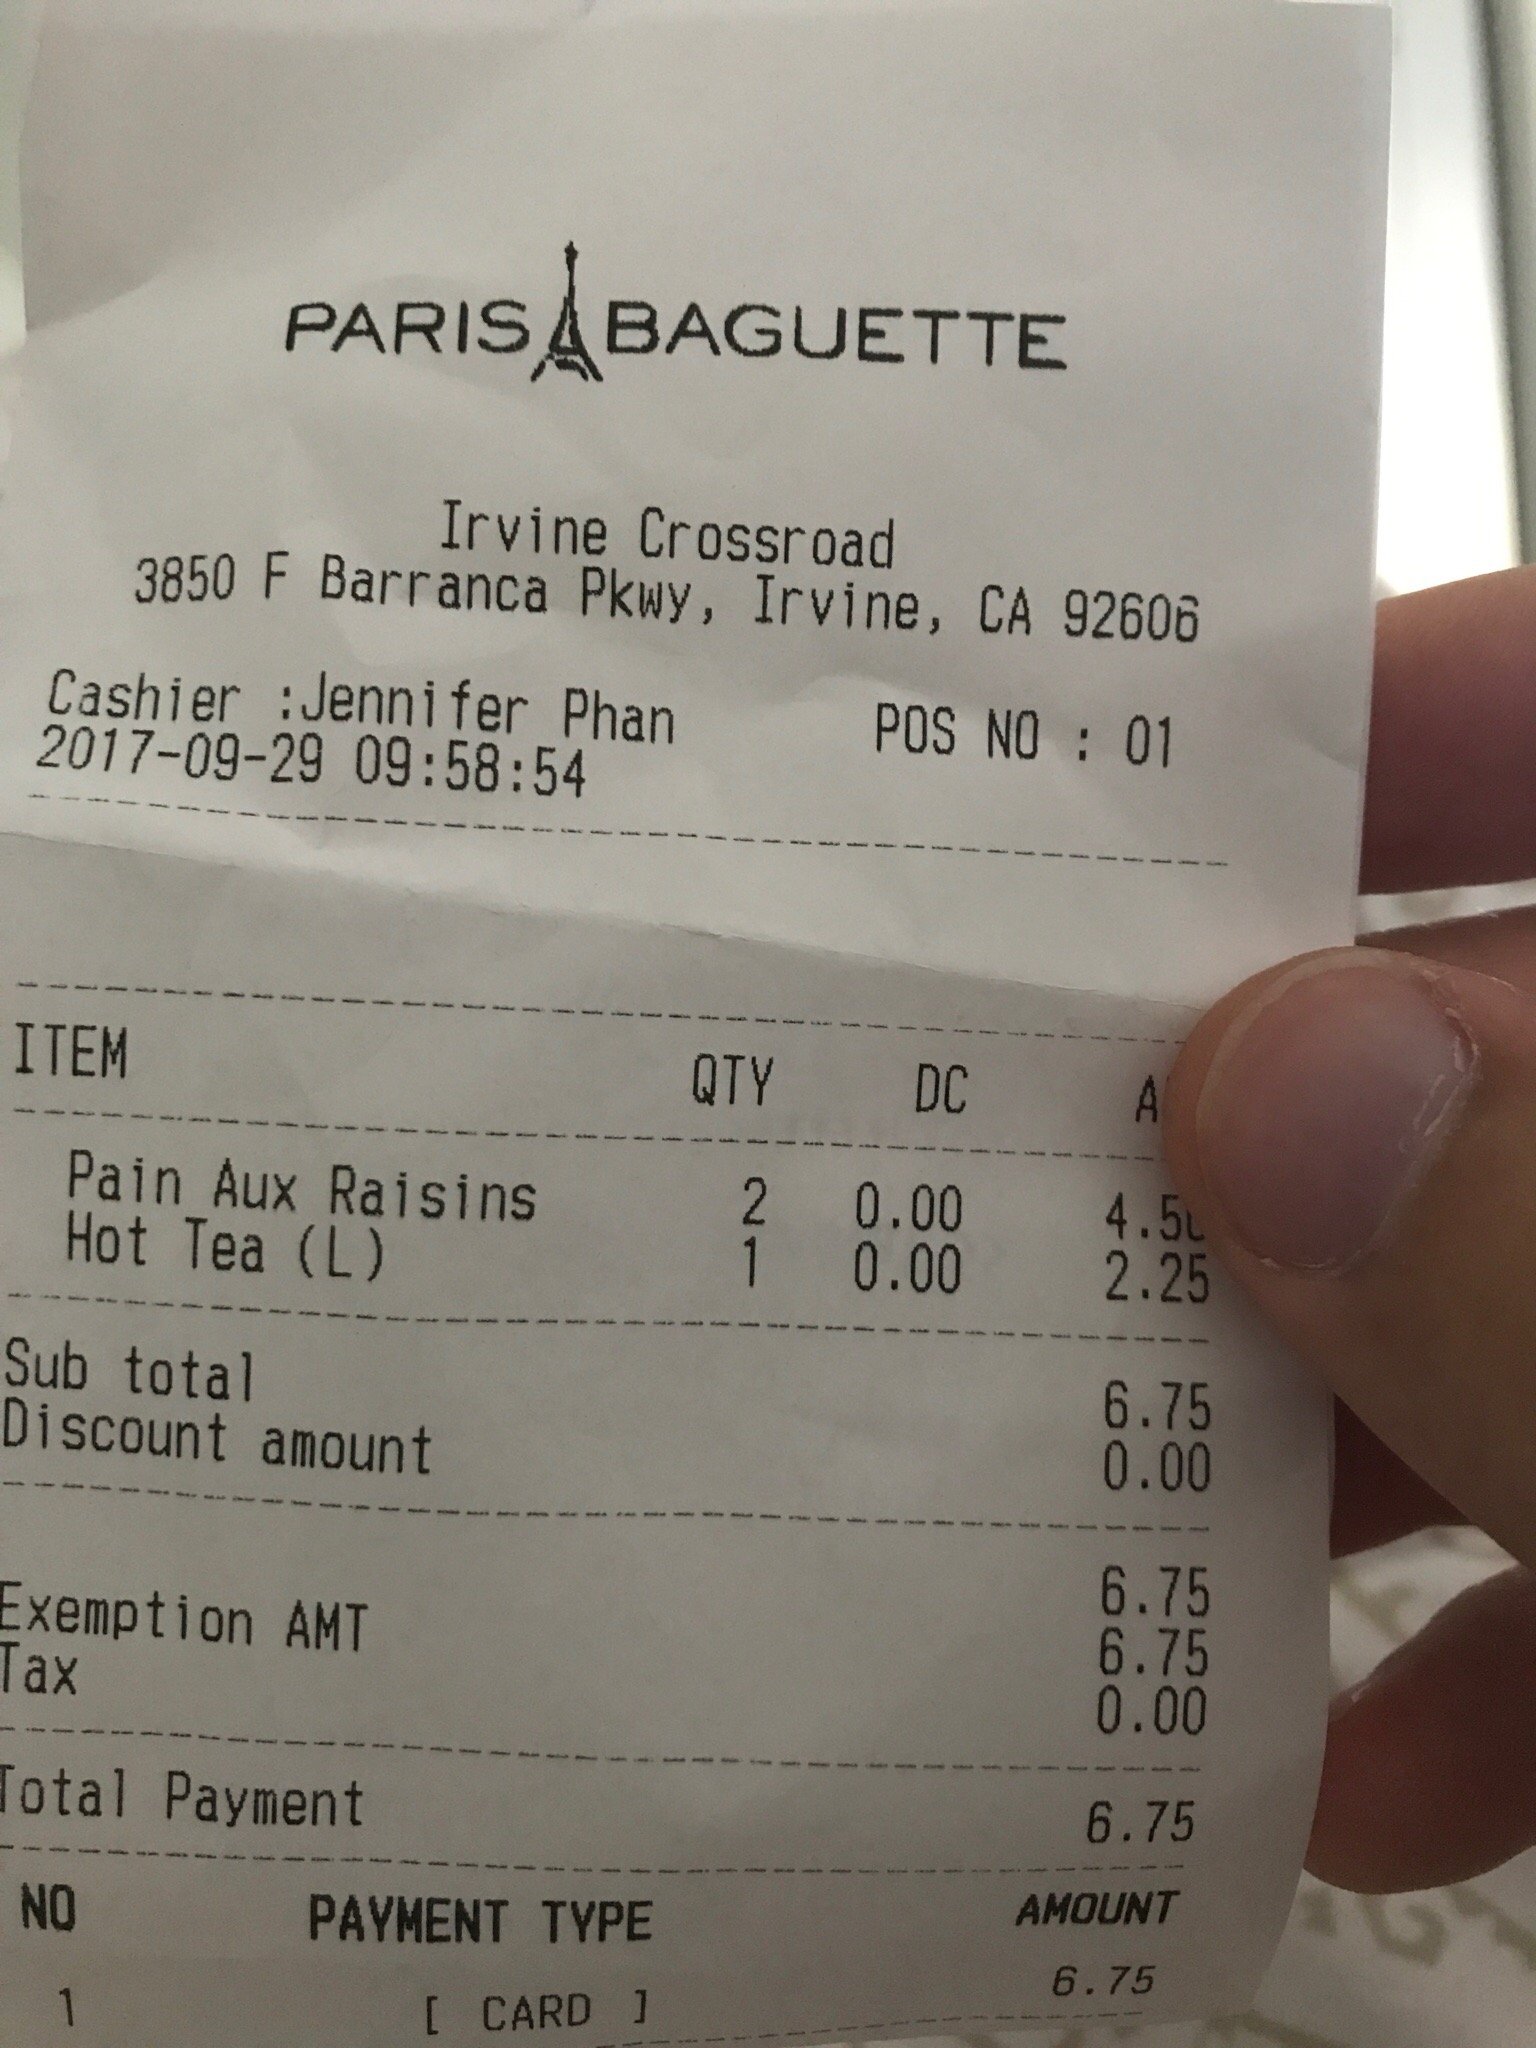 PARIS BAGUETTE
Irvine Crossroad
3850 F Barranca Pkwy, Irvine, CA 92606
Cashier :Jennifer Phan POS NO : 01
2017-09-29 09:58:54
ITEM QTY DC
Pain Aux Raisins 2 0.00 4.50
Hot Tea (L) 1 0.00 2.25
Sub total 6.75
Discount amount 0.00
6.75
Exemption AMT 6.75
Tax 0.00
Total Payment 6.75
NO PAYMENT TYPE AMOUNT
1 [ CARD ] 6.75